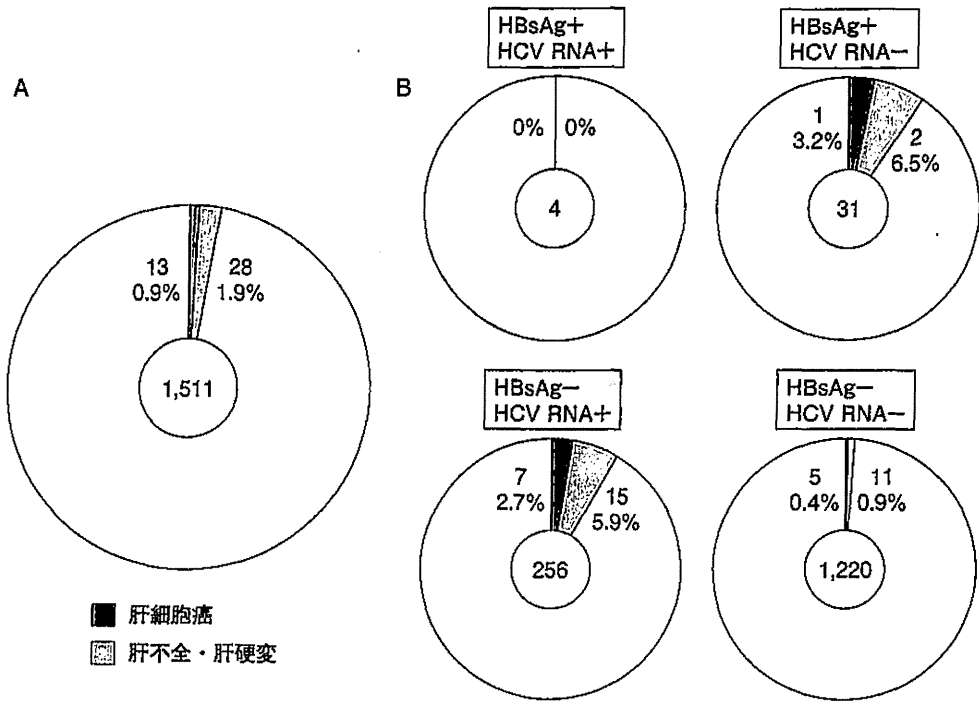 A
13
0.9%
28
1.9%
1,511
肝細胞癌
肝不全・肝硬変
B
HBsAg+
HCV RNA+
0%
0%
4
HBsAg+
HCV RNA−
1
3.2%
2
6.5%
31
HBsAg−
HCV RNA+
7
2.7%
15
5.9%
256
HBsAg−
HCV RNA−
5
0.4%
11
0.9%
1,220